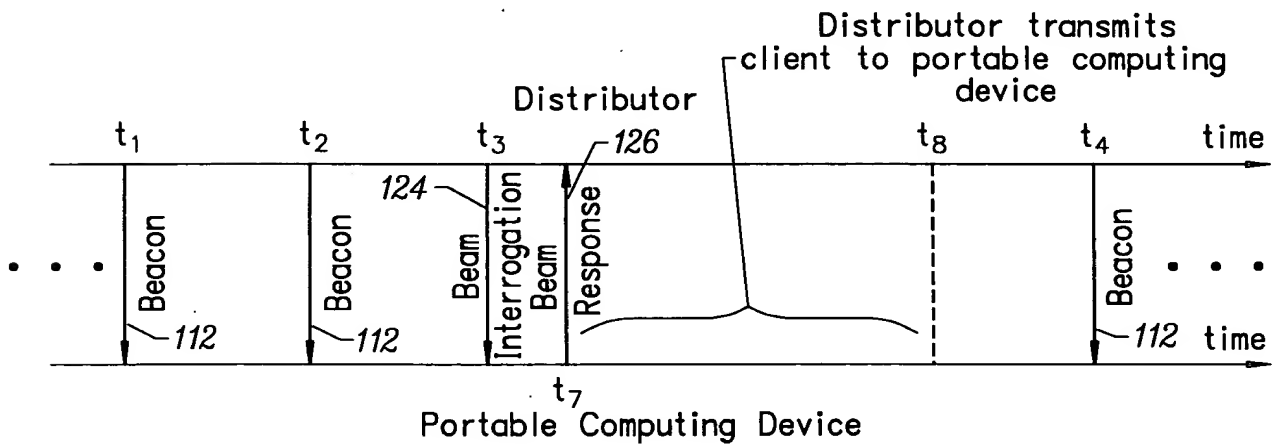 Distributor transmits
client to portable computing
device
Distributor
t1
t2
t3
126
t8
t4
time
124
Beacon
Beacon
Beam
Interrogation
Beam
Response
Beacon
112
112
112
time
t7
Portable Computing Device